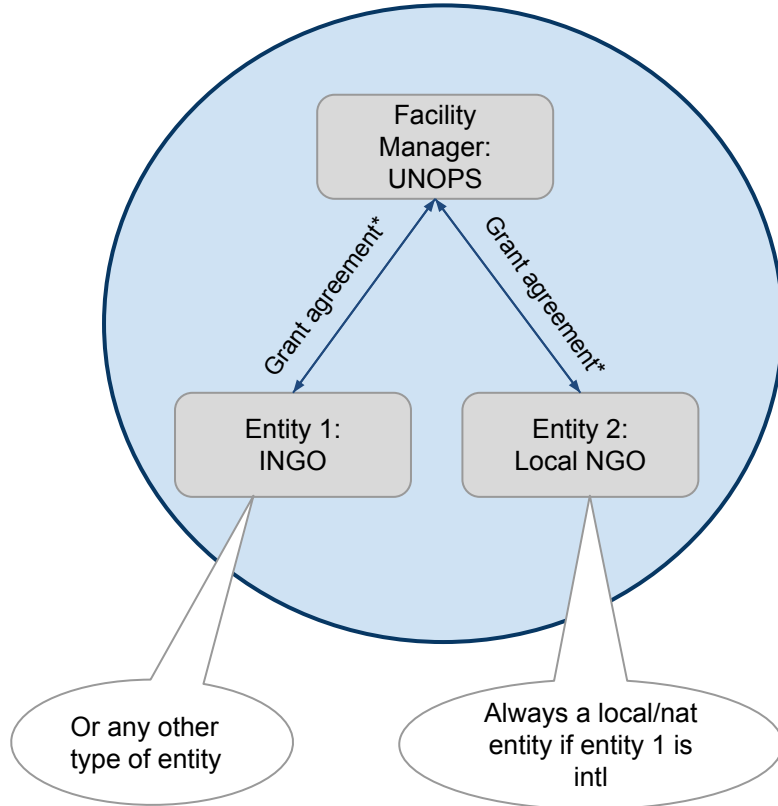 Facility
Manager:
UNOPS
Grant agreement*
Grant agreement*
Entity 1:
INGO
Entity 2:
Local NGO
Or any other
type of entity
Always a local/nat
entity if entity 1 is
intl